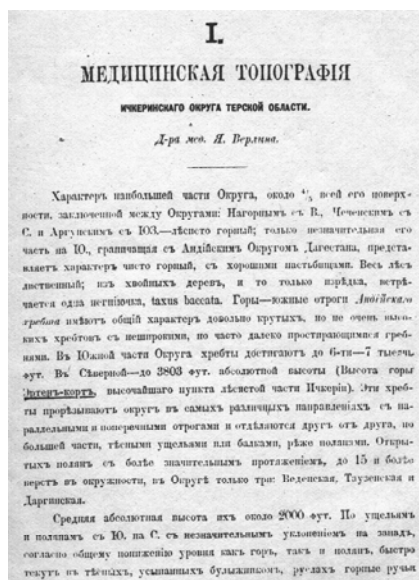 I.
МЕДИЦИНСКАЯ ТОПОГРАФІЯ
ИЧКЕРИНСКАГО ОКРУГА ТЕРСКОЙ ОБЛАСТИ.
Д-ра мед. Я. Верлина.
Характеръ наибольшей части Округа, около ⁴/₅ всей его поверх-
ности, заключенной между Округами: Нагорнымъ съ В., Чеченскимъ съ
С. и Аргунскимъ съ ЮЗ.—лѣсисто горный; только незначительная его
часть на Ю., граничащая съ Андійскимъ Округомъ Дагестана, предста-
вляетъ характеръ чисто горный, съ хорошими пастьбищами. Весь лѣсъ
лиственный; изъ хвойныхъ деревъ, и то только изрѣдка, встрѣ-
чается одна негніючка, taxus baccata. Горы—южные отроги Андійскаго
хребта имѣютъ общій характеръ довольно крутыхъ, но не очень высо-
кихъ хребтовъ съ неширокими, но часто далеко простирающимися греб-
нями. Въ Южной части Округа хребты достигаютъ до 6-ти—7 тысячъ
фут. Въ Сѣверной—до 3803 фут. абсолютной высоты (Высота горы
Эртенъ-кортъ, высочайшаго пункта лѣсистой части Ичкеріи). Эти хреб-
ты прорѣзываютъ округъ въ самыхъ различныхъ направленіяхъ съ па-
раллельными и поперечными отрогами и отдѣляются другъ отъ друга, по
большей части, тѣсными ущельями или балками, рѣже полянами. Откры-
тыхъ полянъ съ болѣе значительнымъ протяженіемъ, до 15 и болѣе
верстъ въ окружности, въ Округѣ только три: Веденская, Таузенская и
Даргинская.
Средняя абсолютная высота ихъ около 2000 фут. По ущельямъ
и полянамъ съ Ю. на С. съ незначительнымъ уклоненіемъ на западъ,
согласно общему пониженію уровня какъ горъ, такъ и полянъ, быстро
текутъ въ тѣсныхъ, усыпанныхъ булыжникомъ, руслахъ горные ручьи